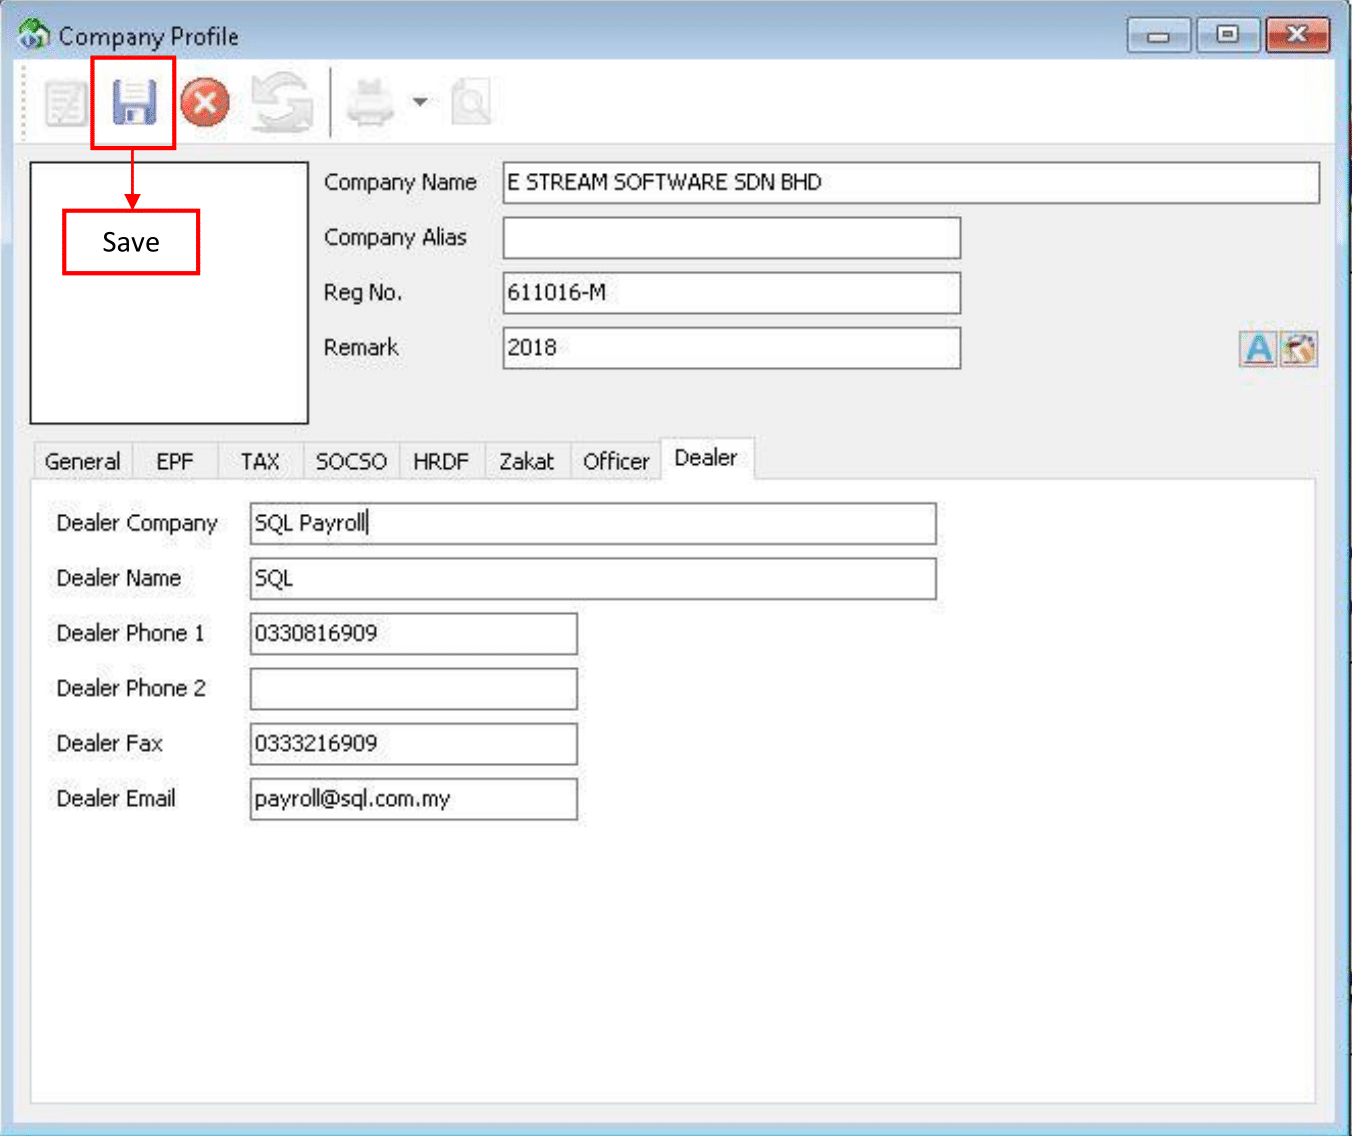 Company Profile
Save
Company Name E STREAM SOFTWARE SDN BHD
Company Alias
Reg No. 611016-M
Remark 2018
A
General EPF TAX SOCSO HRDF Zakat Officer Dealer
Dealer Company SQL Payroll
Dealer Name SQL
Dealer Phone 1 0330816909
Dealer Phone 2
Dealer Fax 0333216909
Dealer Email payroll@sql.com.my